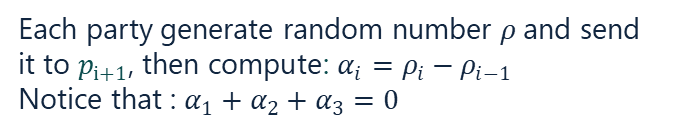 Each party generate random number ρ and send
it to pᵢ₊₁, then compute: αᵢ = ρᵢ − ρᵢ₋₁
Notice that : α₁ + α₂ + α₃ = 0